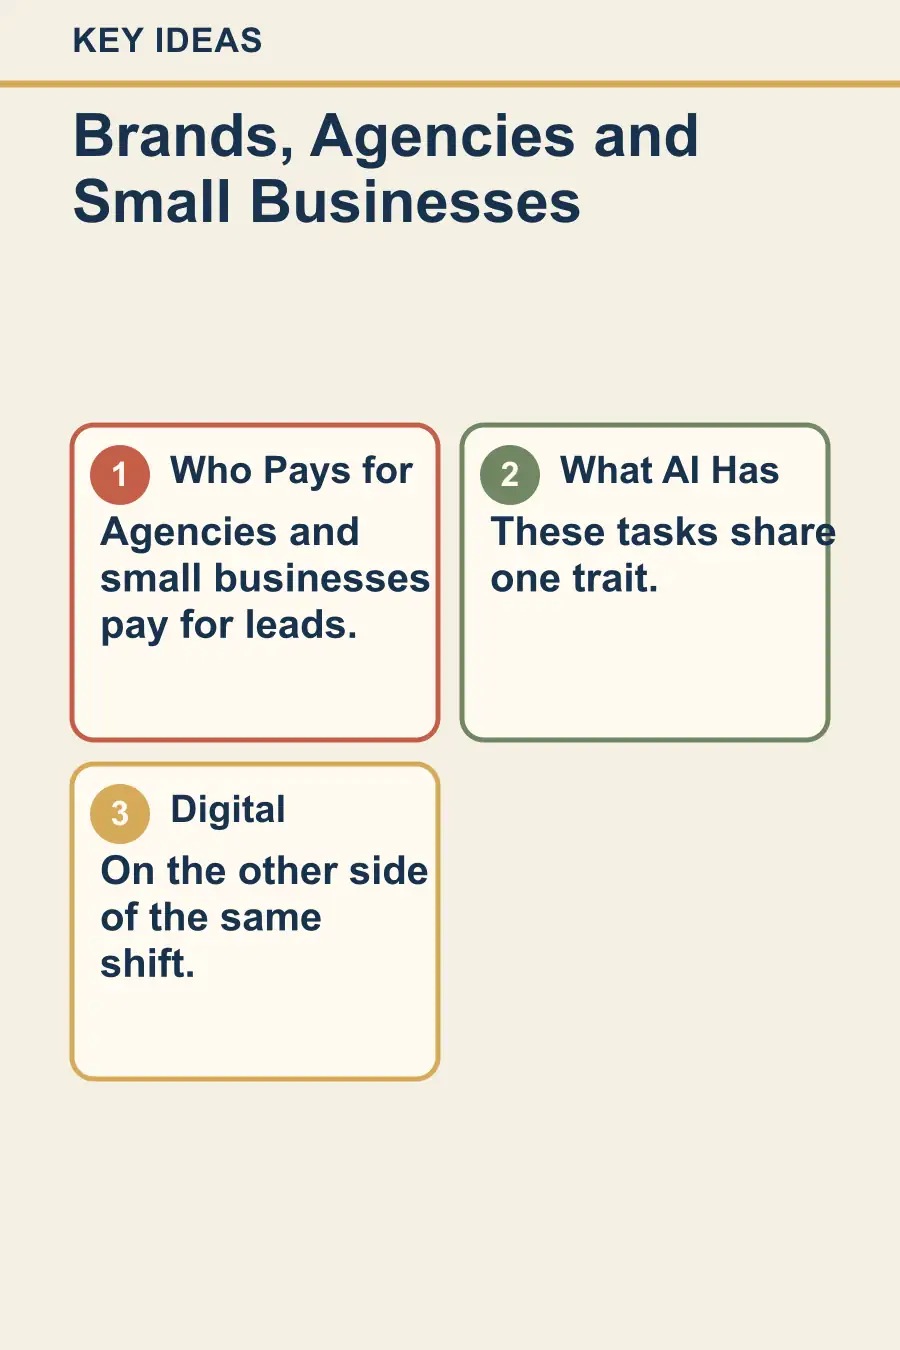 KEY IDEAS
Brands, Agencies and
Small Businesses
1 Who Pays for
Agencies and
small businesses
pay for leads.
2 What AI Has
These tasks share
one trait.
3 Digital
On the other side
of the same
shift.